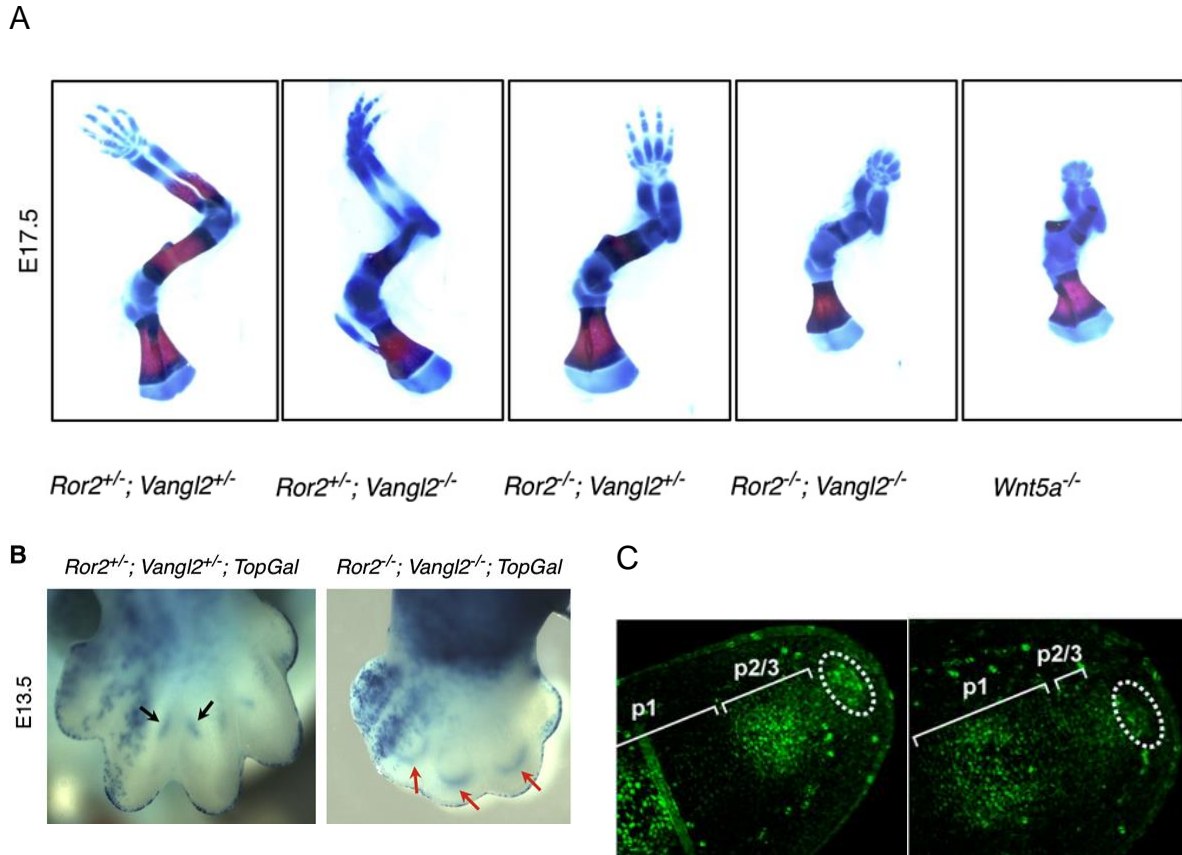 A
E17.5
Ror2+/-; Vangl2+/-
Ror2+/-; Vangl2-/-
Ror2-/-; Vangl2+/-
Ror2-/-; Vangl2-/-
Wnt5a-/-
B
Ror2+/-; Vangl2+/-; TopGal
Ror2-/-; Vangl2-/-; TopGal
E13.5
C
p1
p2/3
p1
p2/3